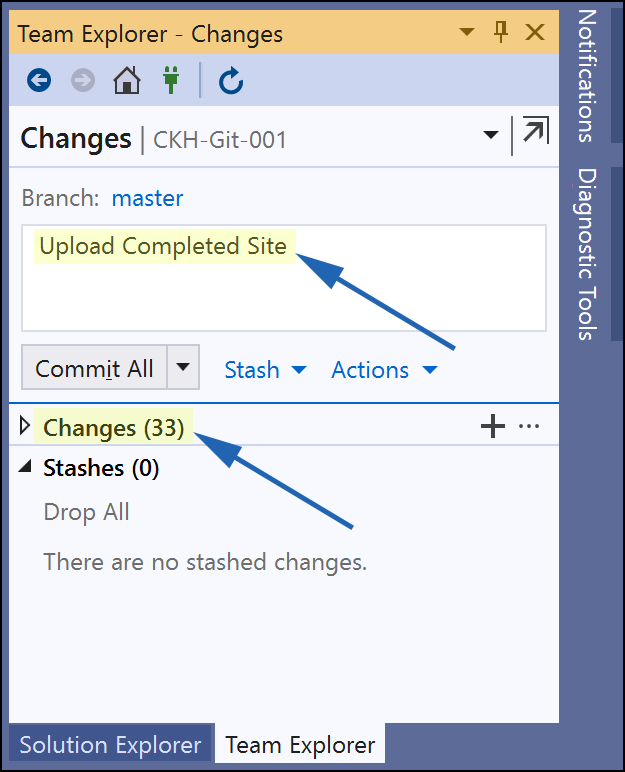 Team Explorer - Changes
Changes | CKH-Git-001
Branch: master
Upload Completed Site
Commit All Stash Actions
Changes (33)
Stashes (0)
Drop All
There are no stashed changes.
Solution Explorer Team Explorer
Notifications
Diagnostic Tools